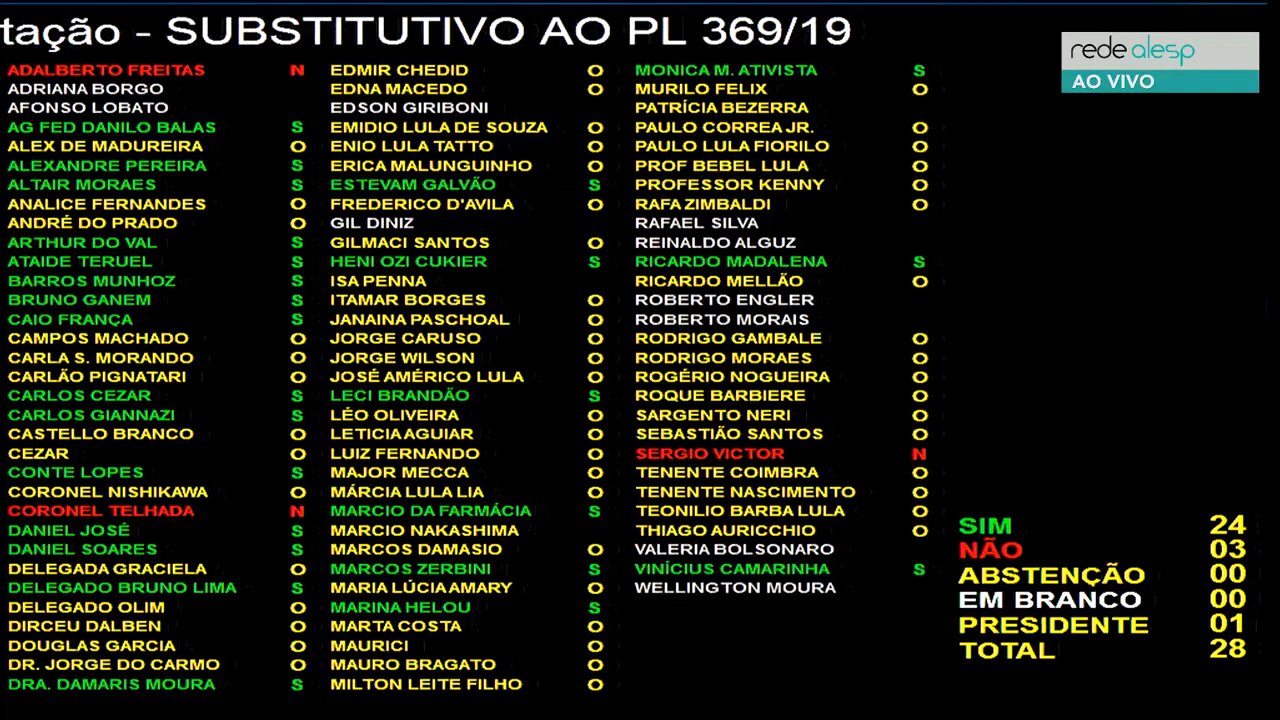 tação - SUBSTITUTIVO AO PL 369/19
rede alesp
AO VIVO
ADALBERTO FREITAS N
ADRIANA BORGO
AFONSO LOBATO
AG FED DANILO BALAS S
ALEX DE MADUREIRA O
ALEXANDRE PEREIRA S
ALTAIR MORAES S
ANALICE FERNANDES O
ANDRÉ DO PRADO O
ARTHUR DO VAL S
ATAIDE TERUEL S
BARROS MUNHOZ S
BRUNO GANEM S
CAIO FRANÇA S
CAMPOS MACHADO O
CARLA S. MORANDO O
CARLÃO PIGNATARI O
CARLOS CEZAR S
CARLOS GIANNAZI S
CASTELLO BRANCO O
CEZAR O
CONTE LOPES S
CORONEL NISHIKAWA O
CORONEL TELHADA N
DANIEL JOSÉ S
DANIEL SOARES S
DELEGADA GRACIELA O
DELEGADO BRUNO LIMA S
DELEGADO OLIM O
DIRCEU DALBEN O
DOUGLAS GARCIA O
DR. JORGE DO CARMO O
DRA. DAMARIS MOURA S
EDMIR CHEDID O
EDNA MACEDO O
EDSON GIRIBONI
EMIDIO LULA DE SOUZA O
ENIO LULA TATTO O
ERICA MALUNGUINHO O
ESTEVAM GALVÃO S
FREDERICO D'AVILA O
GIL DINIZ
GILMACI SANTOS O
HENI OZI CUKIER S
ISA PENNA
ITAMAR BORGES O
JANAINA PASCHOAL O
JORGE CARUSO O
JORGE WILSON O
JOSÉ AMÉRICO LULA O
LECI BRANDÃO S
LÉO OLIVEIRA O
LETICIA AGUIAR O
LUIZ FERNANDO O
MAJOR MECCA O
MÁRCIA LULA LIA O
MARCIO DA FARMÁCIA S
MARCIO NAKASHIMA
MARCOS DAMASIO O
MARCOS ZERBINI S
MARIA LÚCIA AMARY O
MARINA HELOU S
MARTA COSTA O
MAURICI O
MAURO BRAGATO O
MILTON LEITE FILHO O
MONICA M. ATIVISTA S
MURILO FELIX O
PATRÍCIA BEZERRA
PAULO CORREA JR. O
PAULO LULA FIORILO O
PROF BEBEL LULA O
PROFESSOR KENNY O
RAFA ZIMBALDI O
RAFAEL SILVA
REINALDO ALGUZ
RICARDO MADALENA S
RICARDO MELLÃO O
ROBERTO ENGLER
ROBERTO MORAIS
RODRIGO GAMBALE O
RODRIGO MORAES O
ROGÉRIO NOGUEIRA O
ROQUE BARBIERE O
SARGENTO NERI O
SEBASTIÃO SANTOS O
SERGIO VICTOR N
TENENTE COIMBRA O
TENENTE NASCIMENTO O
TEONILIO BARBA LULA O
THIAGO AURICCHIO O
VALERIA BOLSONARO
VINÍCIUS CAMARINHA S
WELLINGTON MOURA
SIM 24
NÃO 03
ABSTENÇÃO 00
EM BRANCO 00
PRESIDENTE 01
TOTAL 28